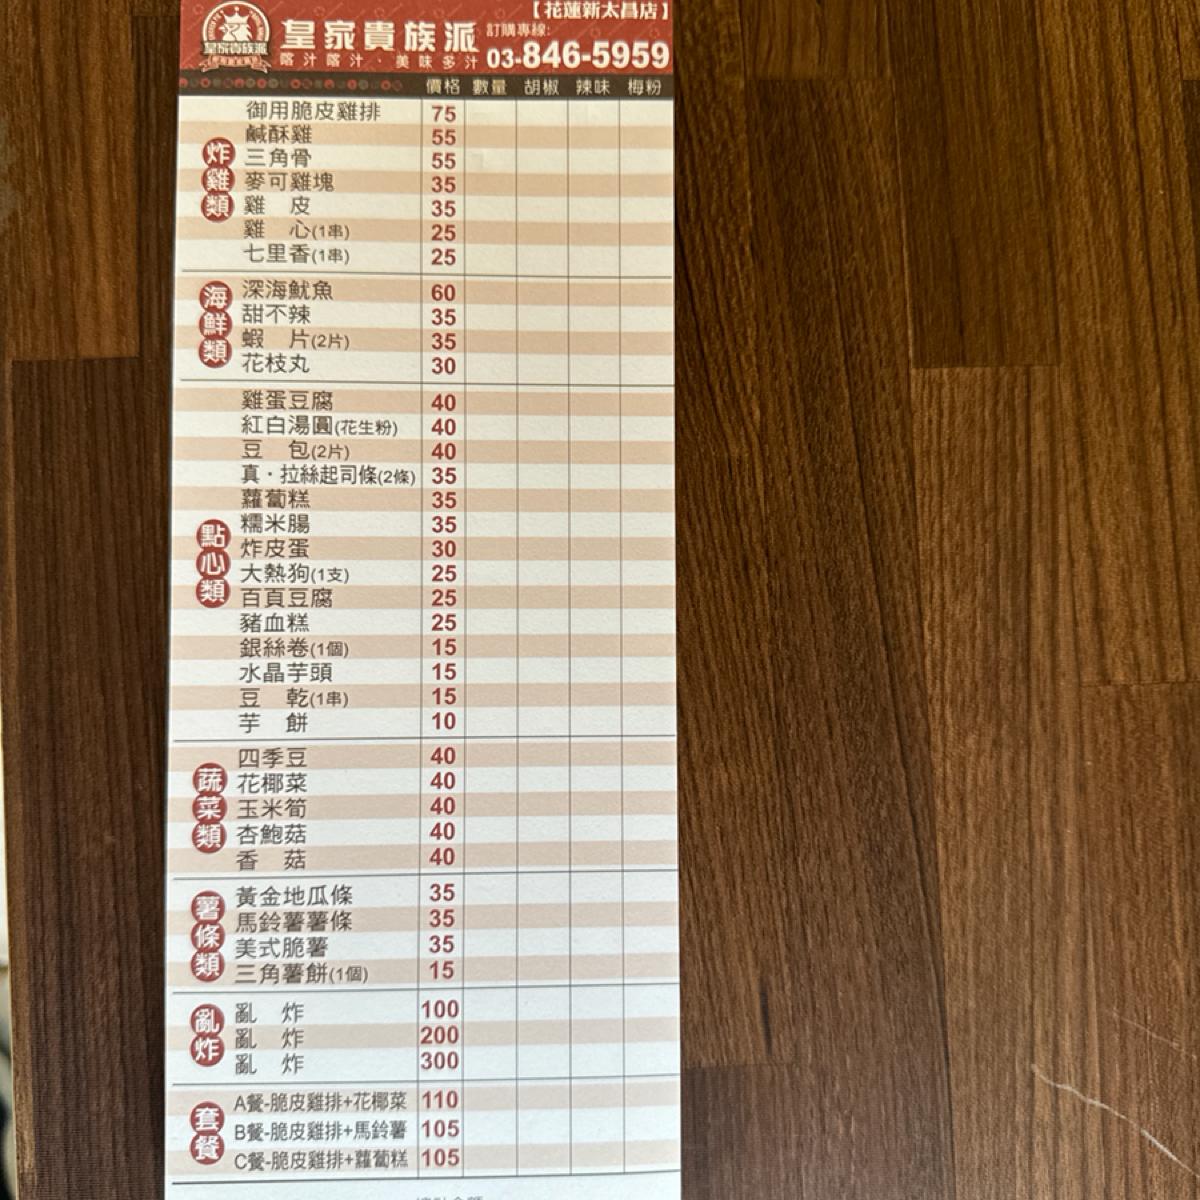 【花蓮新太昌店】
皇家貴族派
皇家貴族派
訂購專線:
喀汁喀汁·美味多汁
03-846-5959
價格 數量 胡椒 辣味 梅粉
炸雞類
御用脆皮雞排 75
鹹酥雞 55
三角骨 55
麥可雞塊 35
雞 皮 35
雞 心(1串) 25
七里香(1串) 25
海鮮類
深海魷魚 60
甜不辣 35
蝦 片(2片) 35
花枝丸 30
點心類
雞蛋豆腐 40
紅白湯圓(花生粉) 40
豆 包(2片) 40
真·拉絲起司條(2條) 35
蘿蔔糕 35
糯米腸 35
炸皮蛋 30
大熱狗(1支) 25
百頁豆腐 25
豬血糕 25
銀絲卷(1個) 15
水晶芋頭 15
豆 乾(1串) 15
芋 餅 10
蔬菜類
四季豆 40
花椰菜 40
玉米筍 40
杏鮑菇 40
香 菇 40
薯條類
黃金地瓜條 35
馬鈴薯薯條 35
美式脆薯 35
三角薯餅(1個) 15
亂炸
亂 炸 100
亂 炸 200
亂 炸 300
套餐
A餐-脆皮雞排+花椰菜 110
B餐-脆皮雞排+馬鈴薯 105
C餐-脆皮雞排+蘿蔔糕 105